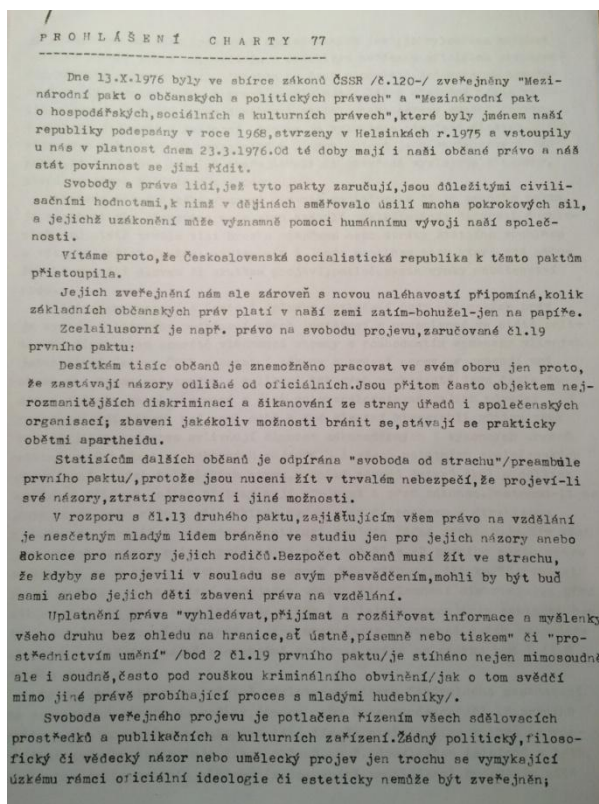 PROHLÁŠENÍ CHARTY 77
Dne 13.X.1976 byly ve sbírce zákonů ČSSR /č.120-/ zveřejněny "Mezi-
národní pakt o občanských a politických právech" a "Mezinárodní pakt
o hospodářských,sociálních a kulturních právech",které byly jménem naší
republiky podepsány v roce 1968,stvrzeny v Helsinkách r.1975 a vstoupily
u nás v platnost dnem 23.3.1976.Od té doby mají i naši občané právo a náš
stát povinnost se jimi řídit.
Svobody a práva lidí,jež tyto pakty zaručují,jsou důležitými civili-
sačními hodnotami,k nimž v dějinách směřovalo úsilí mnoha pokrokových sil,
a jejichž uzákonění může významně pomoci humánnímu vývoji naší společ-
nosti.
Vítáme proto,že Československá socialistická republika k těmto paktům
přistoupila.
Jejich zveřejnění nám ale zároveň s novou naléhavostí připomíná,kolik
základních občanských práv platí v naší zemi zatím-bohužel-jen na papíře.
Zcelailusorní je např. právo na svobodu projevu,zaručované čl.19
prvního paktu:
Desítkám tisíc občanů je znemožněno pracovat ve svém oboru jen proto,
že zastávají názory odlišné od oficiálních.Jsou přitom často objektem nej-
rozmanitějších diskriminací a šikanování ze strany úřadů i společenských
organisací; zbaveni jakékoliv možnosti bránit se,stávají se prakticky
obětmi apartheidu.
Statisícům dalších občanů je odpírána "svoboda od strachu"/preambule
prvního paktu/,protože jsou nuceni žít v trvalém nebezpečí,že projeví-li
své názory,ztratí pracovní i jiné možnosti.
V rozporu s čl.13 druhého paktu,zajišťujícím všem právo na vzdělání
je nesčetným mladým lidem bráněno ve studiu jen pro jejich názory anebo
dokonce pro názory jejich rodičů.Bezpočet občanů musí žít ve strachu,
že kdyby se projevili v souladu se svým přesvědčením,mohli by být buď
sami anebo jejich děti zbaveni práva na vzdělání.
Uplatnění práva "vyhledávat,přijímat a rozšiřovat informace a myšlenky
všeho druhu bez ohledu na hranice,ať ústně,písemně nebo tiskem" či "pro-
střednictvím umění" /bod 2 čl.19 prvního paktu/je stíháno nejen mimosoudně
ale i soudně,často pod rouškou kriminálního obvinění/jak o tom svědčí
mimo jiné právě probíhající proces s mladými hudebníky/.
Svoboda veřejného projevu je potlačena řízením všech sdělovacích
prostředků a publikačních a kulturních zařízení.Žádný politický,filoso-
fický či vědecký názor nebo umělecký projev jen trochu se vymykající
úzkému rámci oficiální ideologie či esteticky nemůže být zveřejněn;